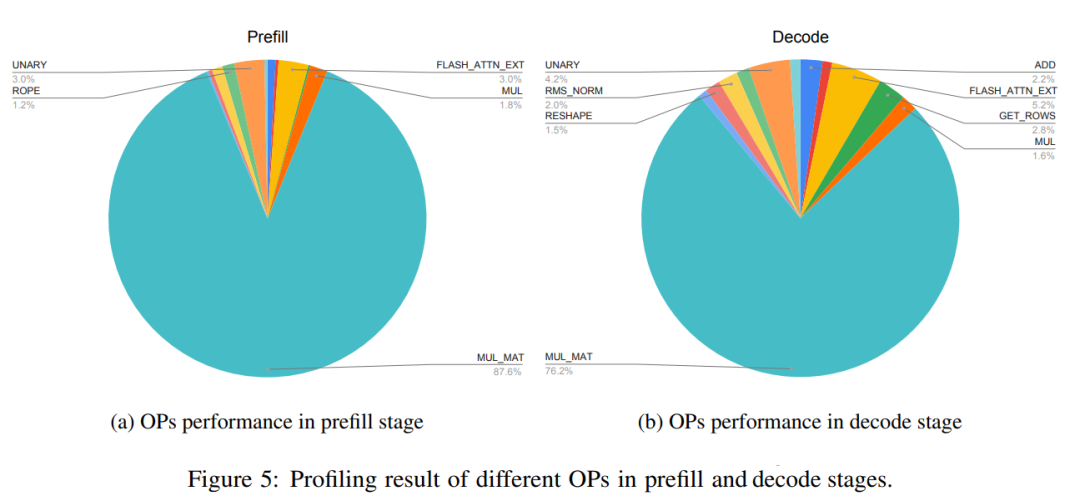 Prefill
UNARY
3.0%
ROPE
1.2%
FLASH_ATTN_EXT
3.0%
MUL
1.8%
MUL_MAT
87.6%
(a) OPs performance in prefill stage
Decode
UNARY
4.2%
RMS_NORM
2.0%
RESHAPE
1.5%
ADD
2.2%
FLASH_ATTN_EXT
5.2%
GET_ROWS
2.8%
MUL
1.6%
MUL_MAT
76.2%
(b) OPs performance in decode stage
Figure 5: Profiling result of different OPs in prefill and decode stages.